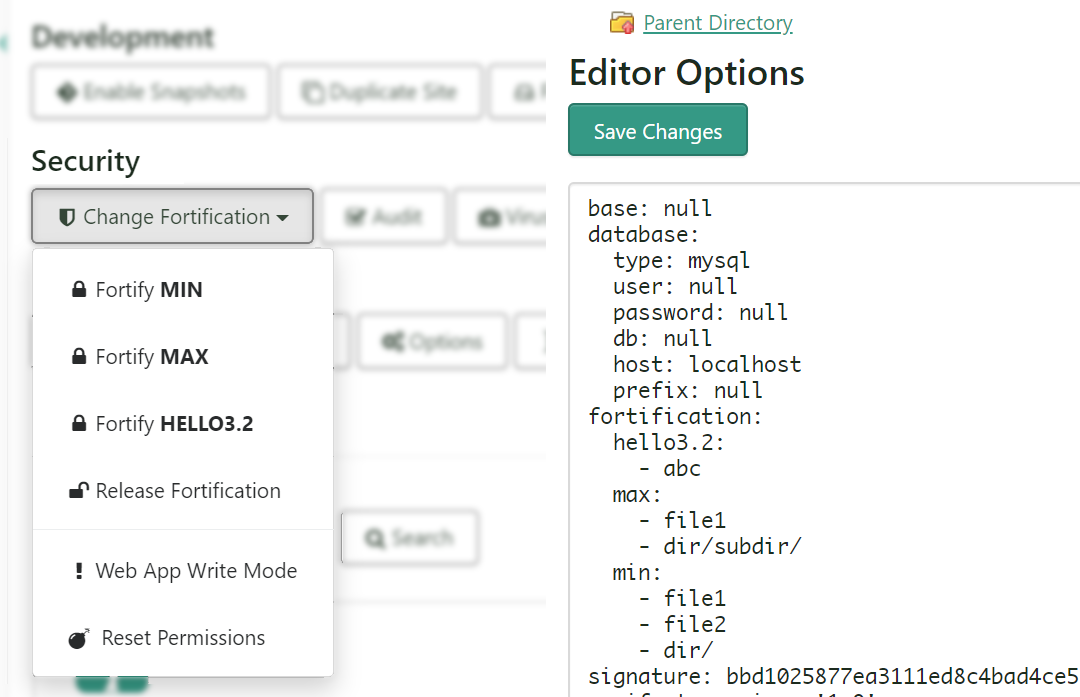 Development
Enable Snapshots
Duplicate Site
Security
Change Fortification
Audit
Fortify MIN
Fortify MAX
Fortify HELLO3.2
Release Fortification
Web App Write Mode
Reset Permissions
Options
Search
Parent Directory
Editor Options
Save Changes
base: null
database:
  type: mysql
  user: null
  password: null
  db: null
  host: localhost
  prefix: null
fortification:
  hello3.2:
    - abc
  max:
    - file1
    - dir/subdir/
  min:
    - file1
    - file2
    - dir/
signature: bbd1025877ea3111ed8c4bad4ce5